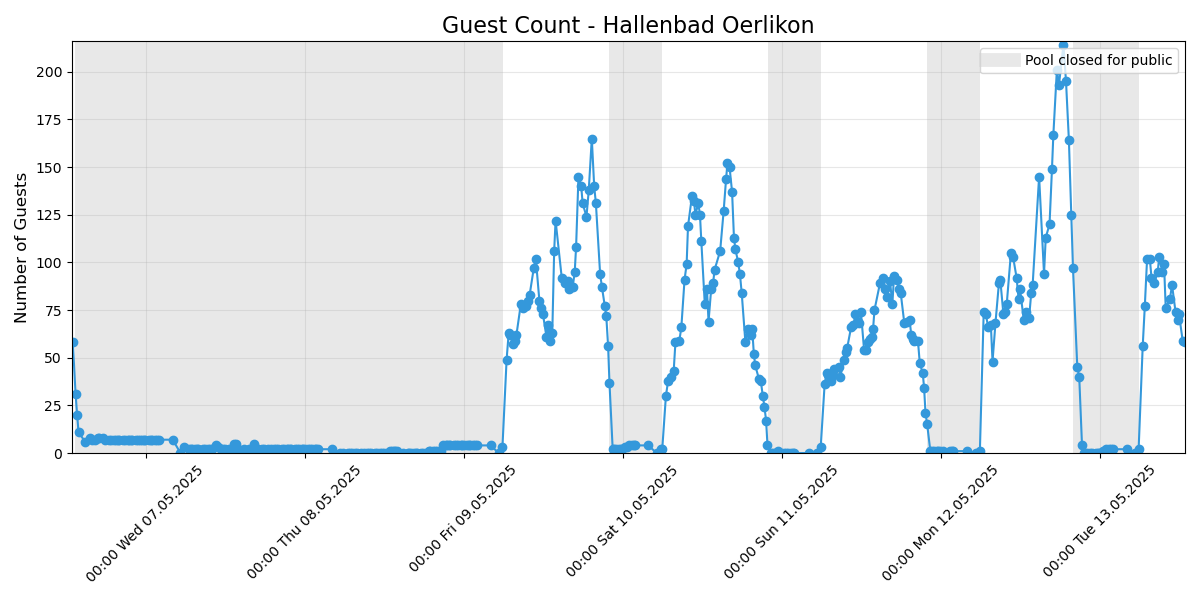 Guest Count - Hallenbad Oerlikon
Pool closed for public
Number of Guests
200
175
150
125
100
75
50
25
0
00:00 Wed 07.05.2025
00:00 Thu 08.05.2025
00:00 Fri 09.05.2025
00:00 Sat 10.05.2025
00:00 Sun 11.05.2025
00:00 Mon 12.05.2025
00:00 Tue 13.05.2025